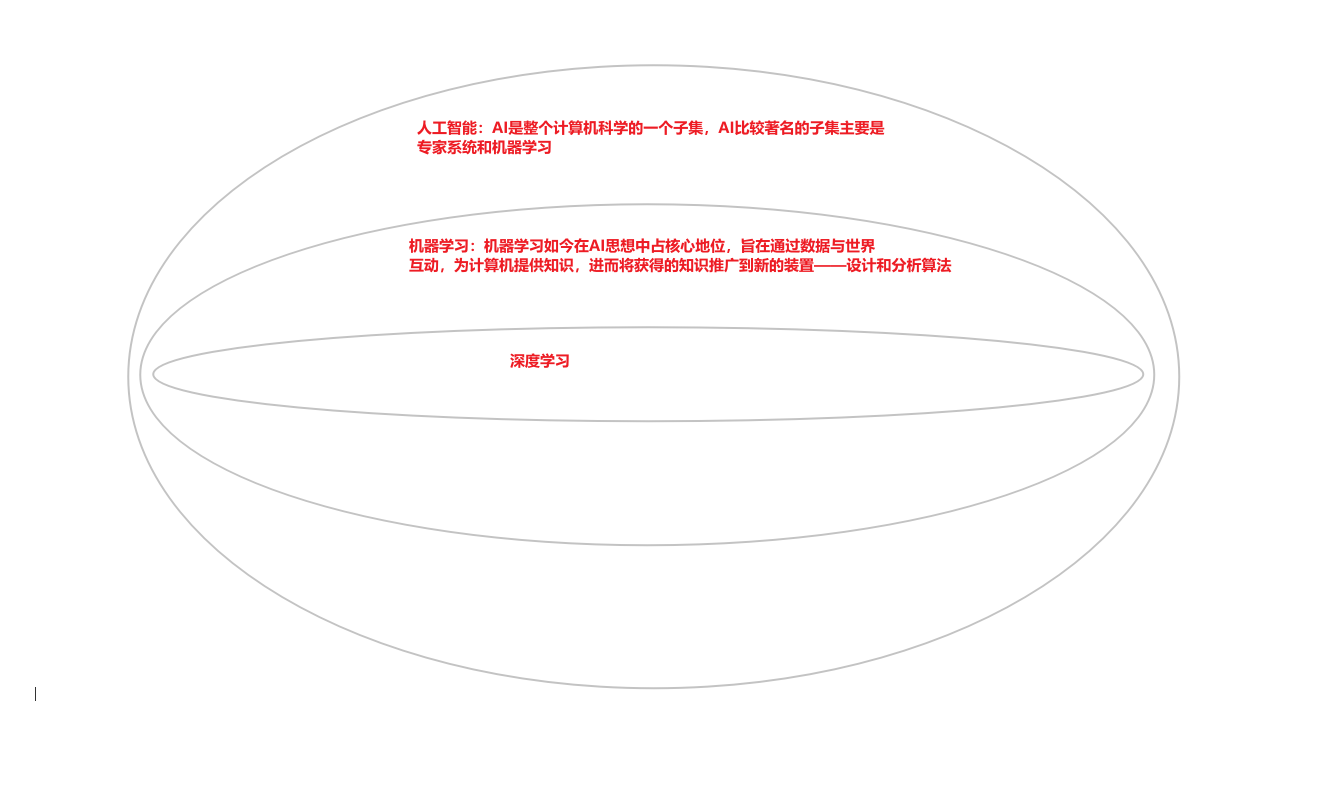 人工智能：AI是整个计算机科学的一个子集，AI比较著名的子集主要是
专家系统和机器学习
机器学习：机器学习如今在AI思想中占核心地位，旨在通过数据与世界
互动，为计算机提供知识，进而将获得的知识推广到新的装置——设计和分析算法
深度学习